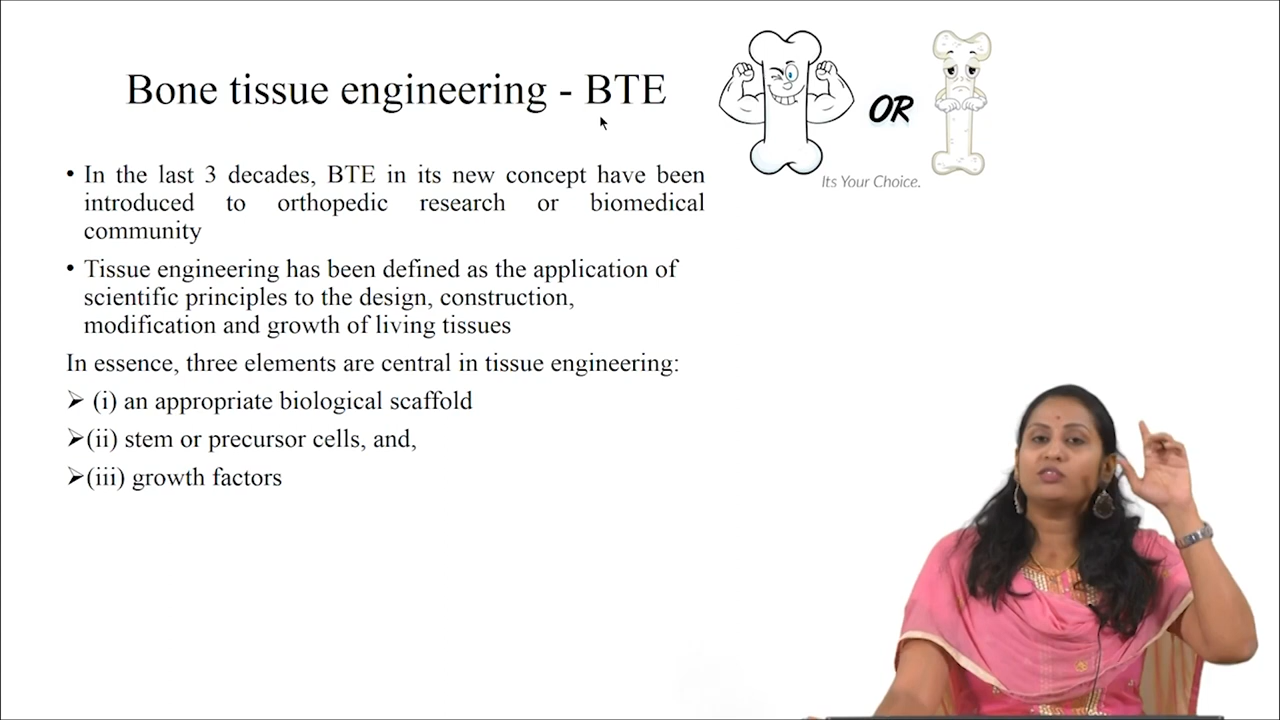 Bone tissue engineering - BTE
OR
Its Your Choice.
• In the last 3 decades, BTE in its new concept have been
introduced to orthopedic research or biomedical
community
• Tissue engineering has been defined as the application of
scientific principles to the design, construction,
modification and growth of living tissues
In essence, three elements are central in tissue engineering:
➢ (i) an appropriate biological scaffold
➢(ii) stem or precursor cells, and,
➢(iii) growth factors